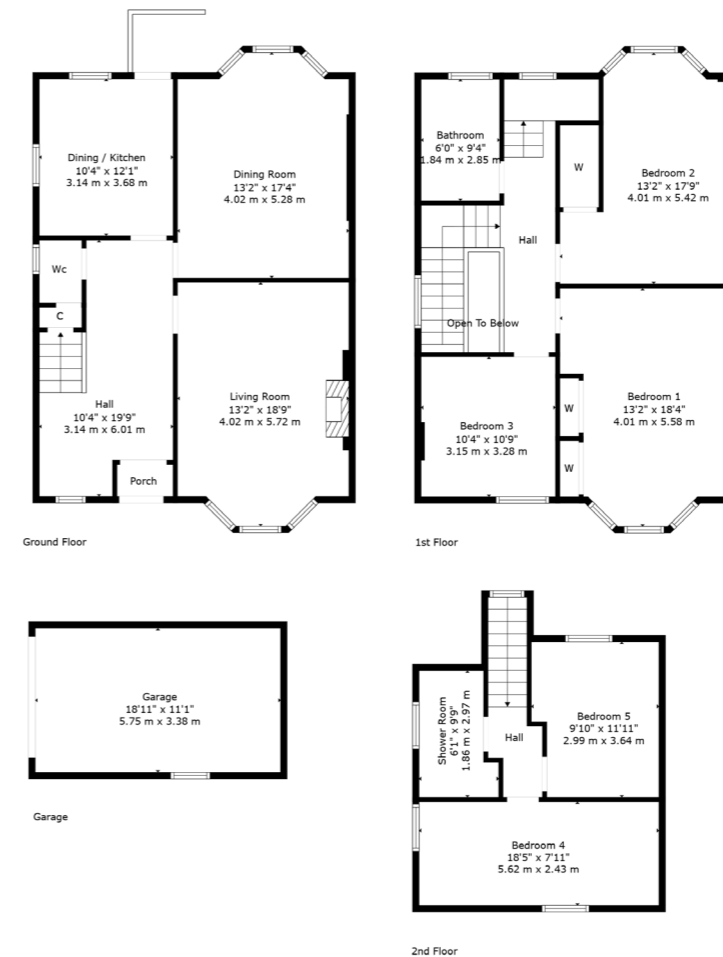 Dining / Kitchen
10'4" x 12'1"
3.14 m x 3.68 m
Dining Room
13'2" x 17'4"
4.02 m x 5.28 m
Wc
C
Hall
10'4" x 19'9"
3.14 m x 6.01 m
Living Room
13'2" x 18'9"
4.02 m x 5.72 m
Porch
Ground Floor
Bathroom
6'0" x 9'4"
1.84 m x 2.85 m
W
Bedroom 2
13'2" x 17'9"
4.01 m x 5.42 m
Hall
Open To Below
Bedroom 1
13'2" x 18'4"
4.01 m x 5.58 m
W
W
Bedroom 3
10'4" x 10'9"
3.15 m x 3.28 m
1st Floor
Garage
18'11" x 11'1"
5.75 m x 3.38 m
Garage
Shower Room
6'1" x 9'9"
1.86 m x 2.97 m
Hall
Bedroom 5
9'10" x 11'11"
2.99 m x 3.64 m
Bedroom 4
18'5" x 7'11"
5.62 m x 2.43 m
2nd Floor